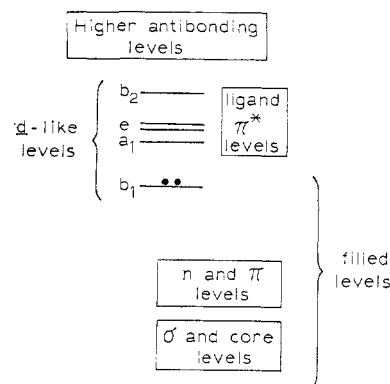 Higher antibonding
levels
b2
ligand
π*
levels
e
a1
d-like
levels
b1
filled
levels
n and π
levels
σ and core
levels